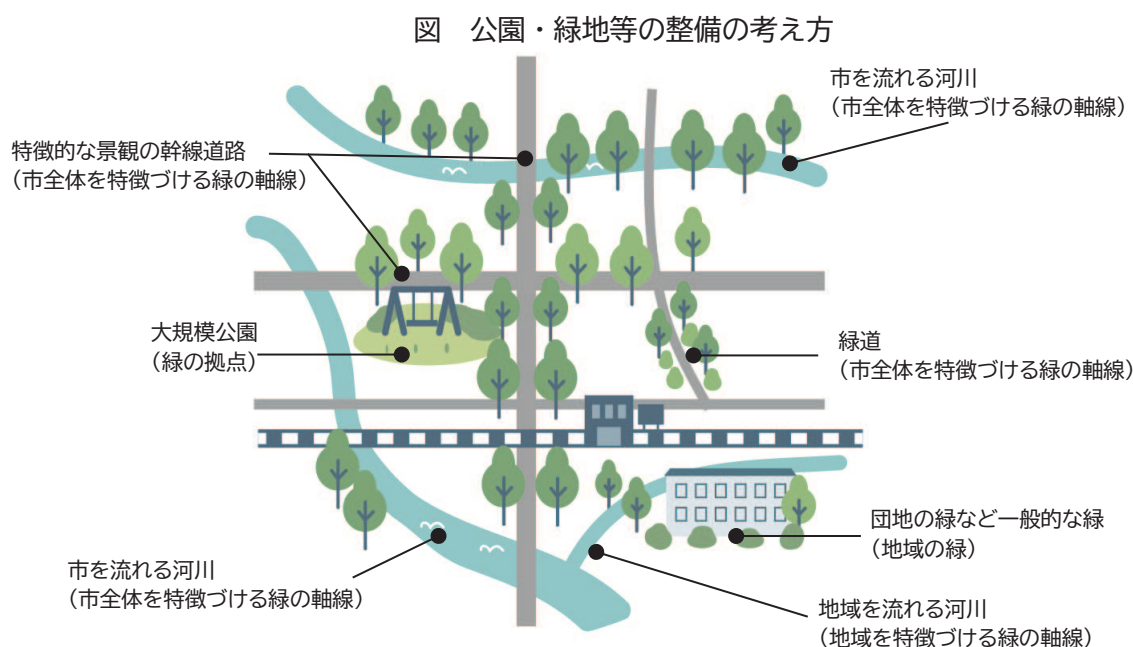 図　公園・緑地等の整備の考え方
市を流れる河川
（市全体を特徴づける緑の軸線）
特徴的な景観の幹線道路
（市全体を特徴づける緑の軸線）
大規模公園
（緑の拠点）
緑道
（市全体を特徴づける緑の軸線）
団地の緑など一般的な緑
（地域の緑）
市を流れる河川
（市全体を特徴づける緑の軸線）
地域を流れる河川
（地域を特徴づける緑の軸線）